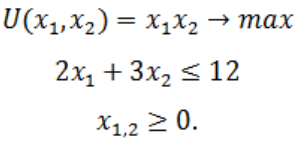 U(x₁,x₂) = x₁x₂ → max
2x₁ + 3x₂ ≤ 12
x₁,₂ ≥ 0.